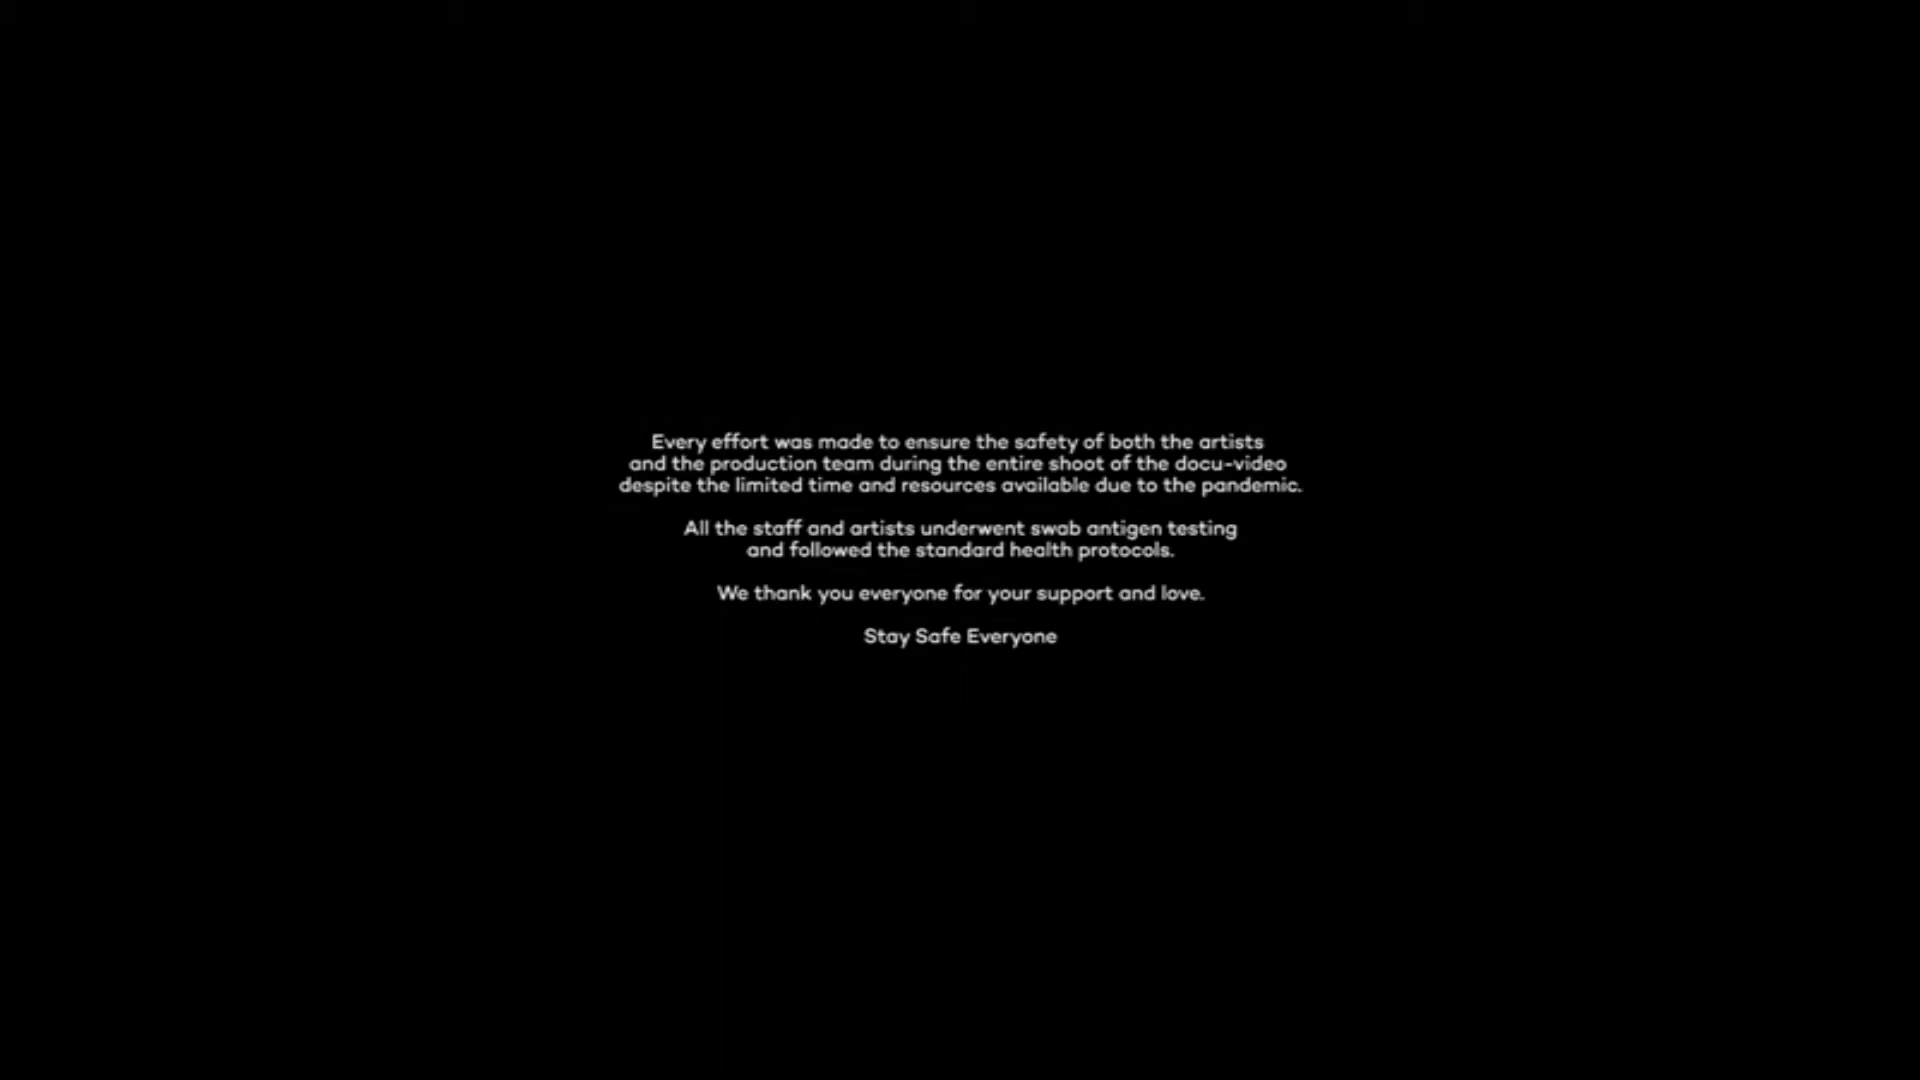 Every effort was made to ensure the safety of both the artists
and the production team during the entire shoot of the docu-video
despite the limited time and resources available due to the pandemic.
All the staff and artists underwent swab antigen testing
and followed the standard health protocols.
We thank you everyone for your support and love.
Stay Safe Everyone